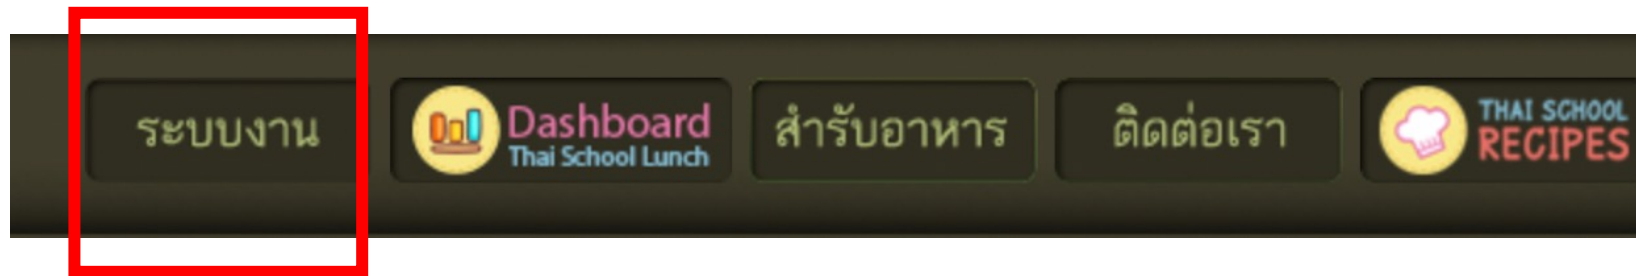 ระบบงาน
Dashboard
Thai School Lunch
สำรับอาหาร
ติดต่อเรา
THAI SCHOOL
RECIPES